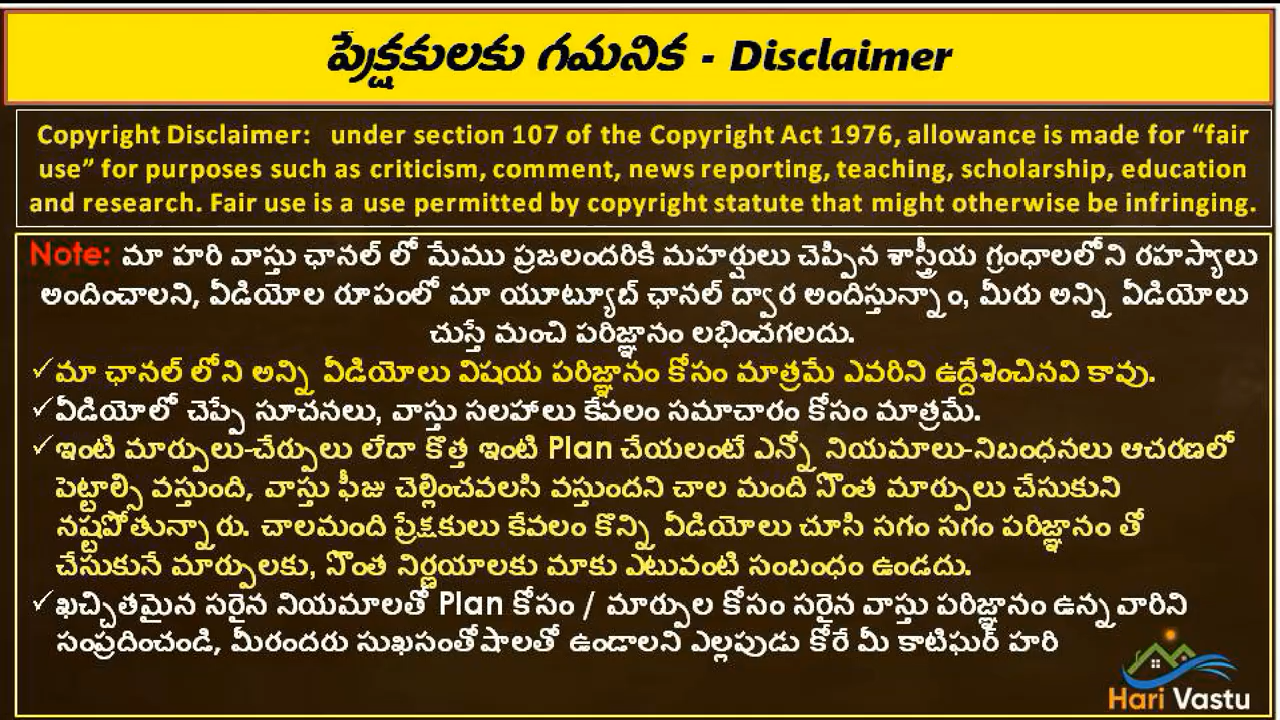 ప్రేక్షకులకు గమనిక - Disclaimer
Copyright Disclaimer: under section 107 of the Copyright Act 1976, allowance is made for “fair
use” for purposes such as criticism, comment, news reporting, teaching, scholarship, education
and research. Fair use is a use permitted by copyright statute that might otherwise be infringing.
Note: మా హరి వాస్తు ఛానల్ లో మేము ప్రజలందరికి మహర్షులు చెప్పిన శాస్త్రీయ గ్రంధాలలోని రహస్యాలు
అందించాలని, వీడియోల రూపంలో మా యూట్యూబ్ ఛానల్ ద్వార అందిస్తున్నాం, మీరు అన్ని వీడియోలు
చుస్తే మంచి పరిజ్ఞానం లభించగలదు.
✓మా ఛానల్ లోని అన్ని వీడియోలు విషయ పరిజ్ఞానం కోసం మాత్రమే ఎవరిని ఉద్దేశించినవి కావు.
✓వీడియోలో చెప్పే సూచనలు, వాస్తు సలహాలు కేవలం సమాచారం కోసం మాత్రమే.
✓ఇంటి మార్పులు-చేర్పులు లేదా కొత్త ఇంటి Plan చేయలంటే ఎన్నో నియమాలు-నిబంధనలు ఆచరణలో
పెట్టాల్సి వస్తుంది, వాస్తు ఫీజు చెల్లించవలసి వస్తుందని చాల మంది సొంత మార్పులు చేసుకుని
నష్టపోతున్నారు. చాలమంది ప్రేక్షకులు కేవలం కొన్ని వీడియోలు చూసి సగం సగం పరిజ్ఞానం తో
చేసుకునే మార్పులకు, సొంత నిర్ణయాలకు మాకు ఎటువంటి సంబంధం ఉండదు.
✓ఖచ్చితమైన సరైన నియమాలతో Plan కోసం / మార్పుల కోసం సరైన వాస్తు పరిజ్ఞానం ఉన్నవారిని
సంప్రదించండి, మీరందరు సుఖసంతోషాలతో ఉండాలని ఎల్లపుడు కోరే మీ కాటిఘర్ హరి
Hari Vastu